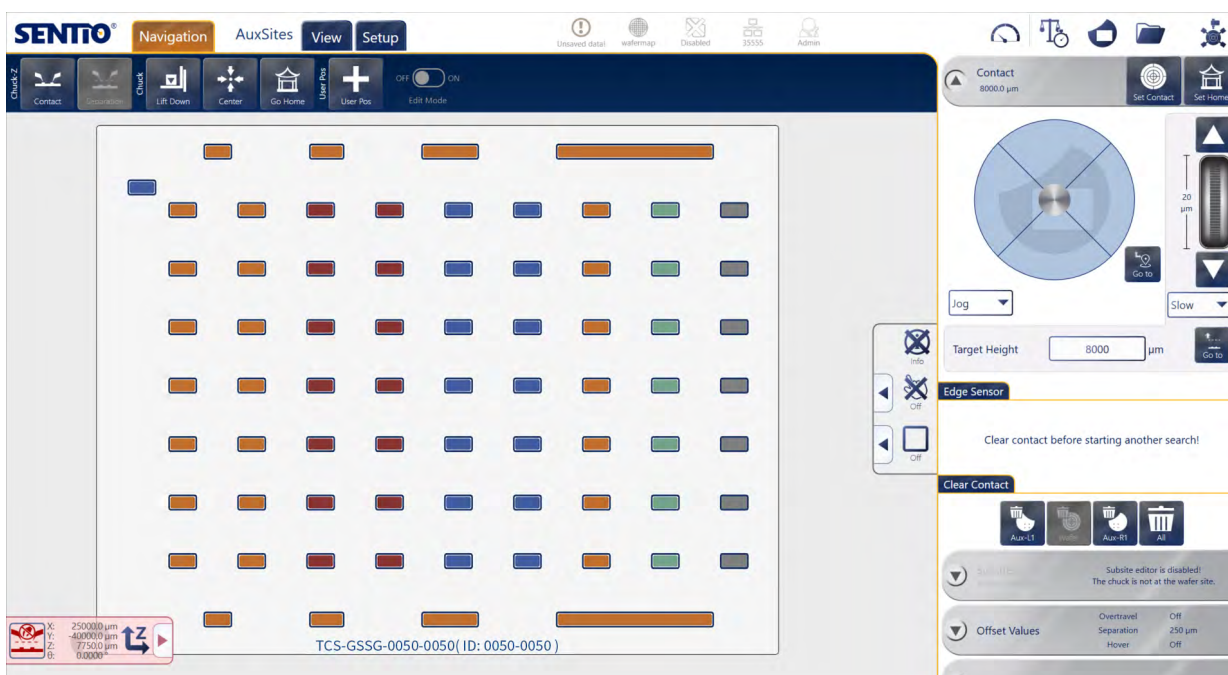 SENTIO®
Navigation
AuxSites
View
Setup
Unsaved data!
wafermap
Disabled
35555
Admin
Chuck-Z
Contact
Separation
Chuck
Lift Down
Center
Go Home
User Pos
User Pos
OFF
ON
Edit Mode
Contact
8000.0 µm
Set Contact
Set Home
20
µm
Go to
Jog
Slow
Target Height
8000
µm
Go to
Info
Off
Off
Edge Sensor
Clear contact before starting another search!
Clear Contact
Aux-L1
Wafer
Aux-R1
All
Subsite editor is disabled!
The chuck is not at the wafer site.
Offset Values
Overtravel Off
Separation 250 µm
Hover Off
X: 25000.0 µm
Y: -40000.0 µm
Z: 7750.0 µm
θ: 0.0000°
Z
TCS-GSSG-0050-0050( ID: 0050-0050 )